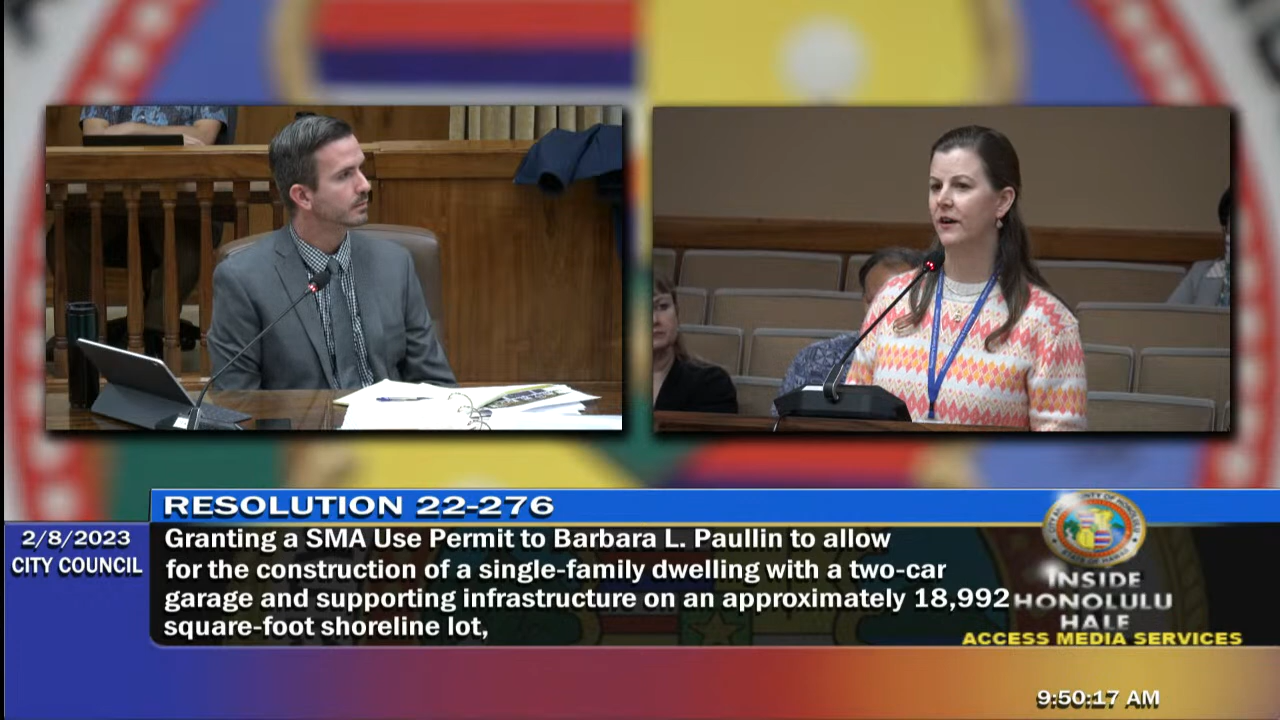 RESOLUTION 22-276
2/8/2023
CITY COUNCIL
Granting a SMA Use Permit to Barbara L. Paullin to allow
for the construction of a single-family dwelling with a two-car
garage and supporting infrastructure on an approximately 18,992
square-foot shoreline lot,
INSIDE
HONOLULU
HALE
ACCESS MEDIA SERVICES
9:50:17 AM